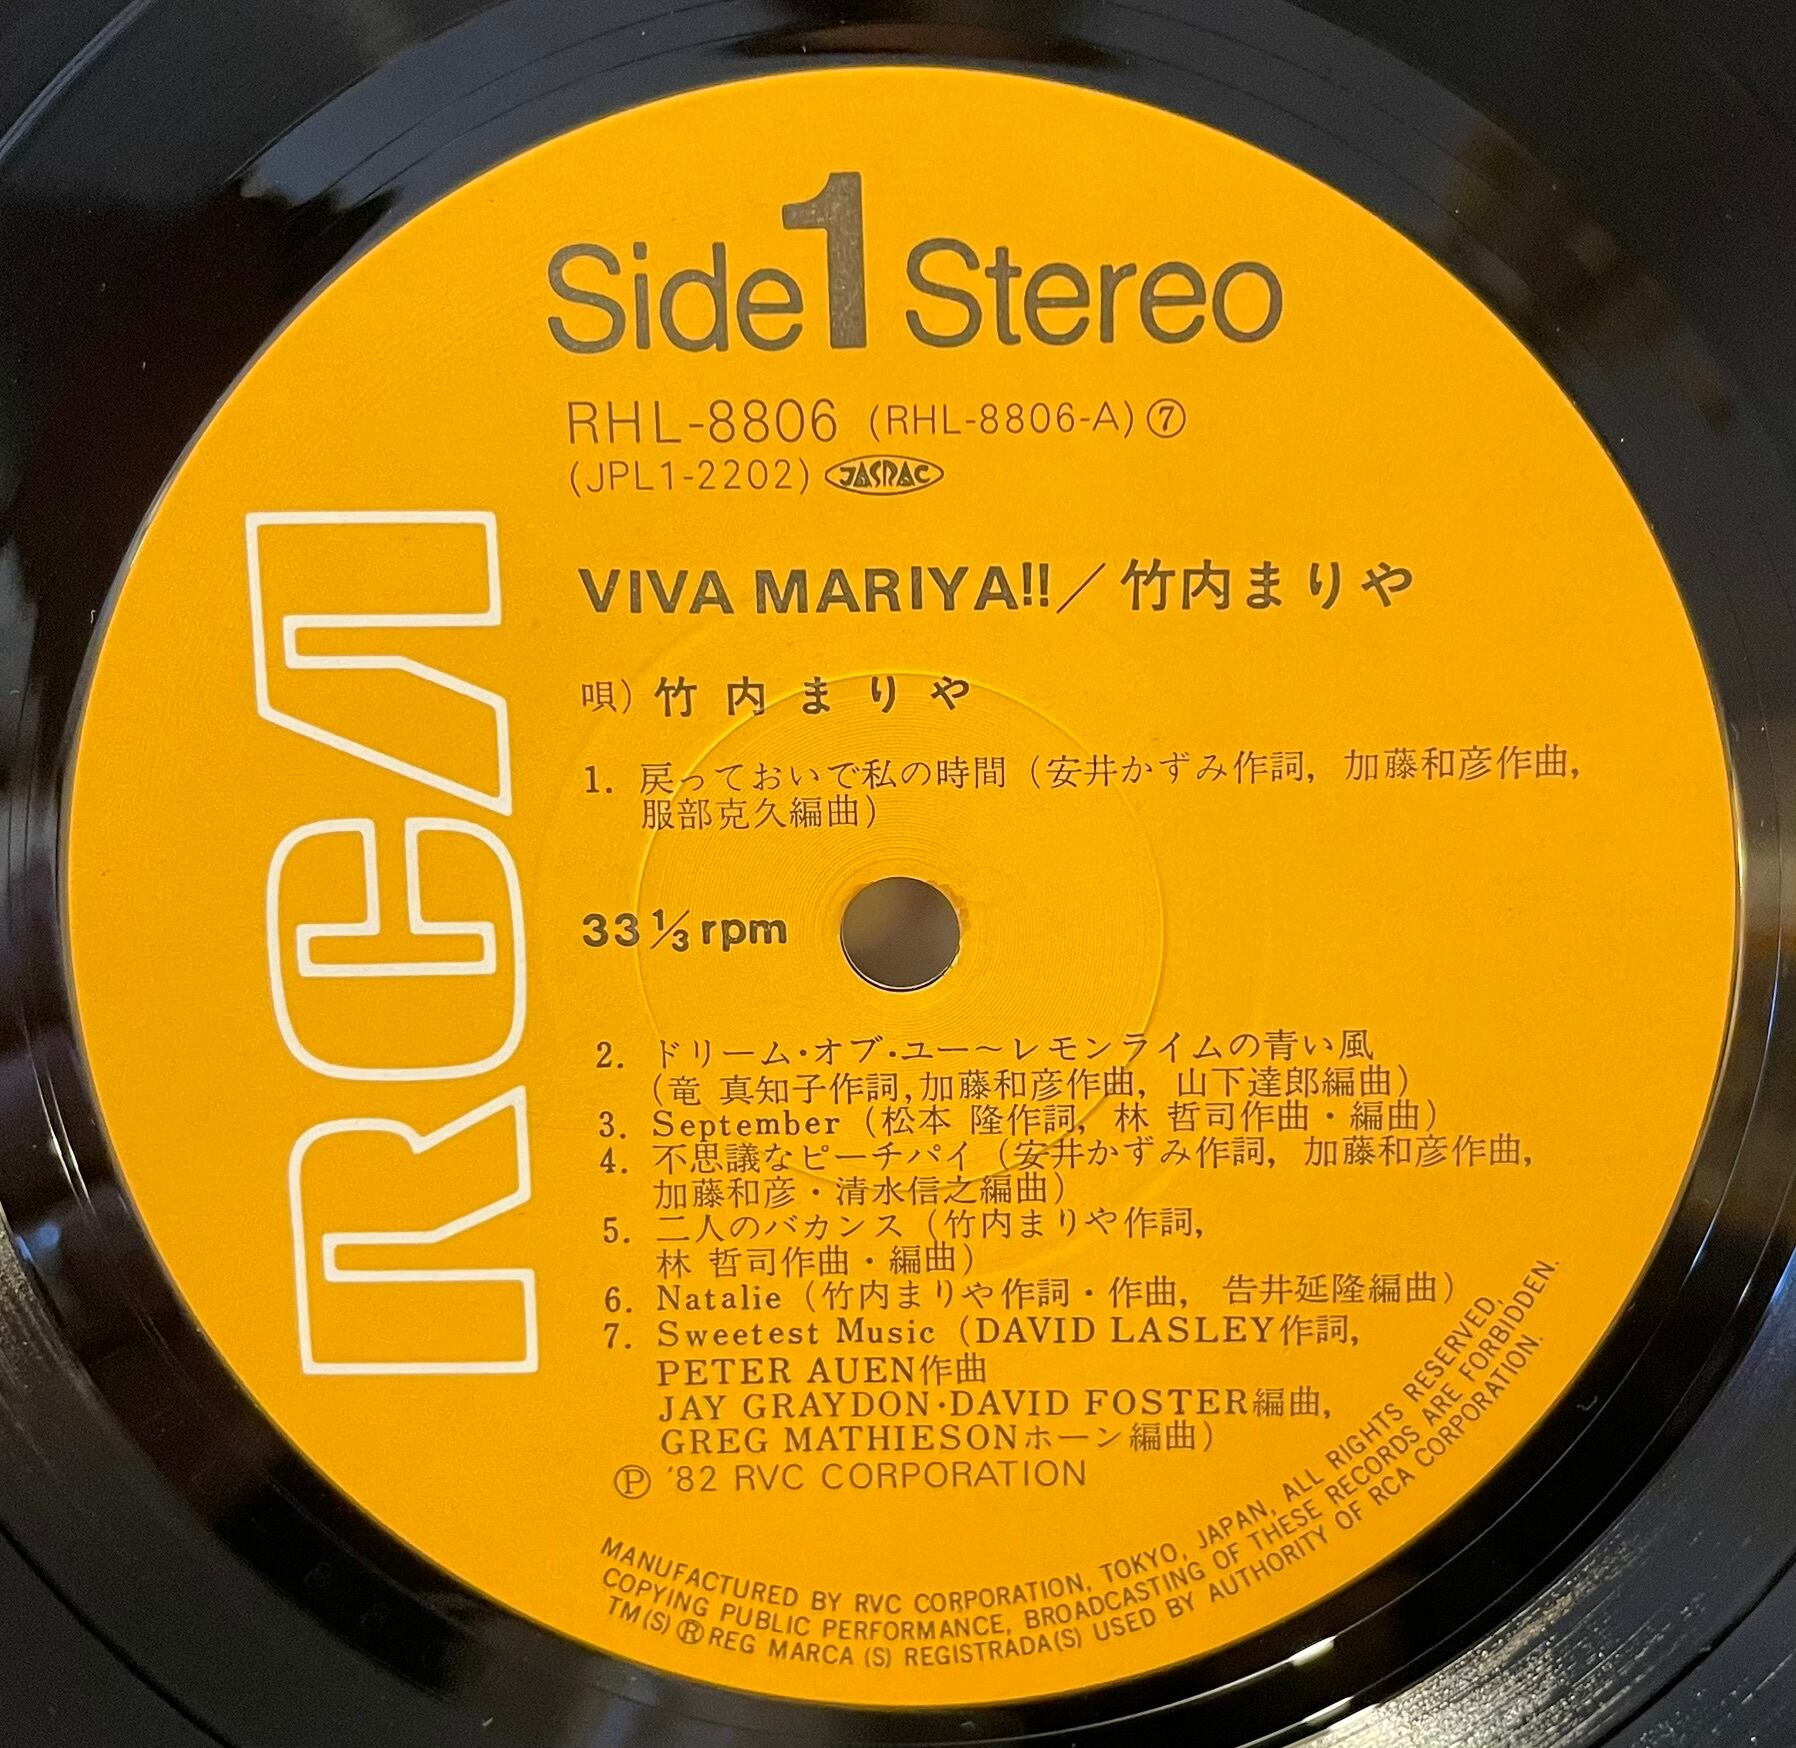 Side 1 Stereo
RHL-8806 (RHL-8806-A) ⑦
(JPL1-2202) JASRAC
RCA
VIVA MARIYA!!／竹内まりや
唄) 竹内まりや
1. 戻っておいで私の時間 (安井かずみ作詞, 加藤和彦作曲,
服部克久編曲)
33 1/3 rpm
2. ドリーム・オブ・ユー〜レモンライムの青い風
(竜 真知子作詞, 加藤和彦作曲, 山下達郎編曲)
3. September (松本 隆作詞, 林 哲司作曲・編曲)
4. 不思議なピーチパイ (安井かずみ作詞, 加藤和彦作曲,
加藤和彦・清水信之編曲)
5. 二人のバカンス (竹内まりや作詞,
林 哲司作曲・編曲)
6. Natalie (竹内まりや作詞・作曲, 告井延隆編曲)
7. Sweetest Music (DAVID LASLEY作詞,
PETER AUEN作曲
JAY GRAYDON・DAVID FOSTER編曲,
GREG MATHIESONホーン編曲)
Ⓟ '82 RVC CORPORATION
MANUFACTURED BY RVC CORPORATION, TOKYO, JAPAN, ALL RIGHTS RESERVED,
COPYING PUBLIC PERFORMANCE, BROADCASTING OF THESE RECORDS ARE FORBIDDEN.
TM(S) ® REG MARCA (S) REGISTRADA(S) USED BY AUTHORITY OF RCA CORPORATION.